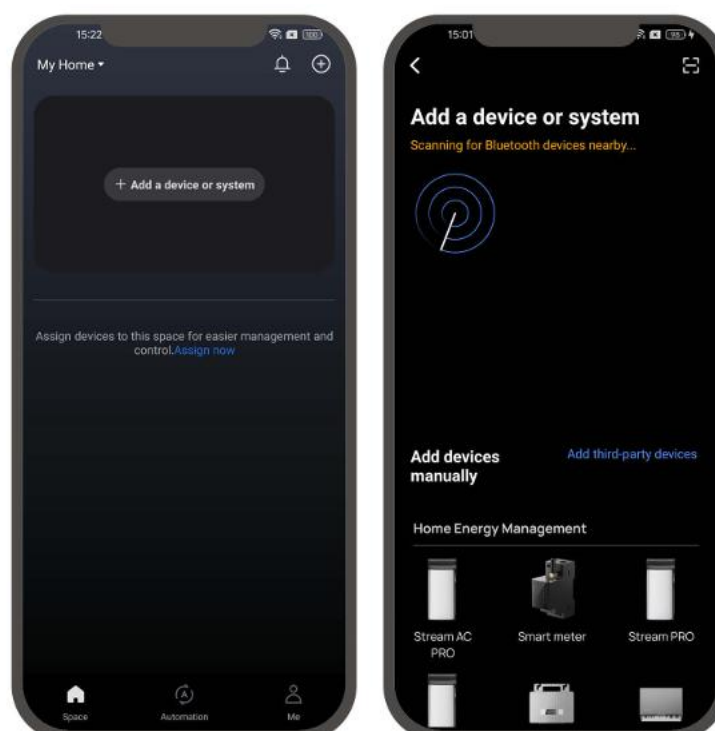 15:22
100
My Home
+ Add a device or system
Assign devices to this space for easier management and
control.Assign now
Space
Automation
Me
15:01
98
Add a device or system
Scanning for Bluetooth devices nearby...
Add devices
manually
Add third-party devices
Home Energy Management
Stream AC
PRO
Smart meter
Stream PRO